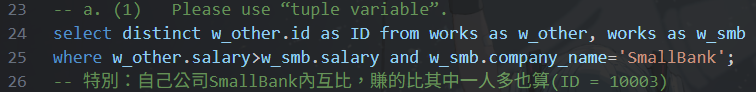 23 -- a. (1)   Please use “tuple variable”.
24 select distinct w_other.id as ID from works as w_other, works as w_smb
25 where w_other.salary>w_smb.salary and w_smb.company_name='SmallBank';
26 -- 特別：自己公司SmallBank內互比，賺的比其中一人多也算(ID = 10003)